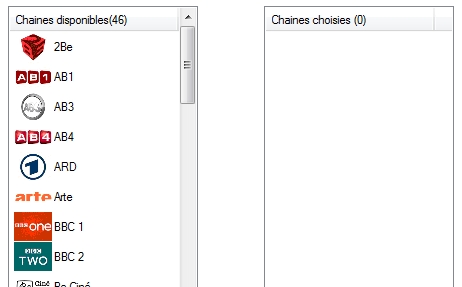 Chaines disponibles(46)
Chaines choisies (0)
2Be
AB1 AB1
AB3
AB4 AB4
ARD
arte Arte
BBC one BBC 1
BBC TWO BBC 2
Be Ciné